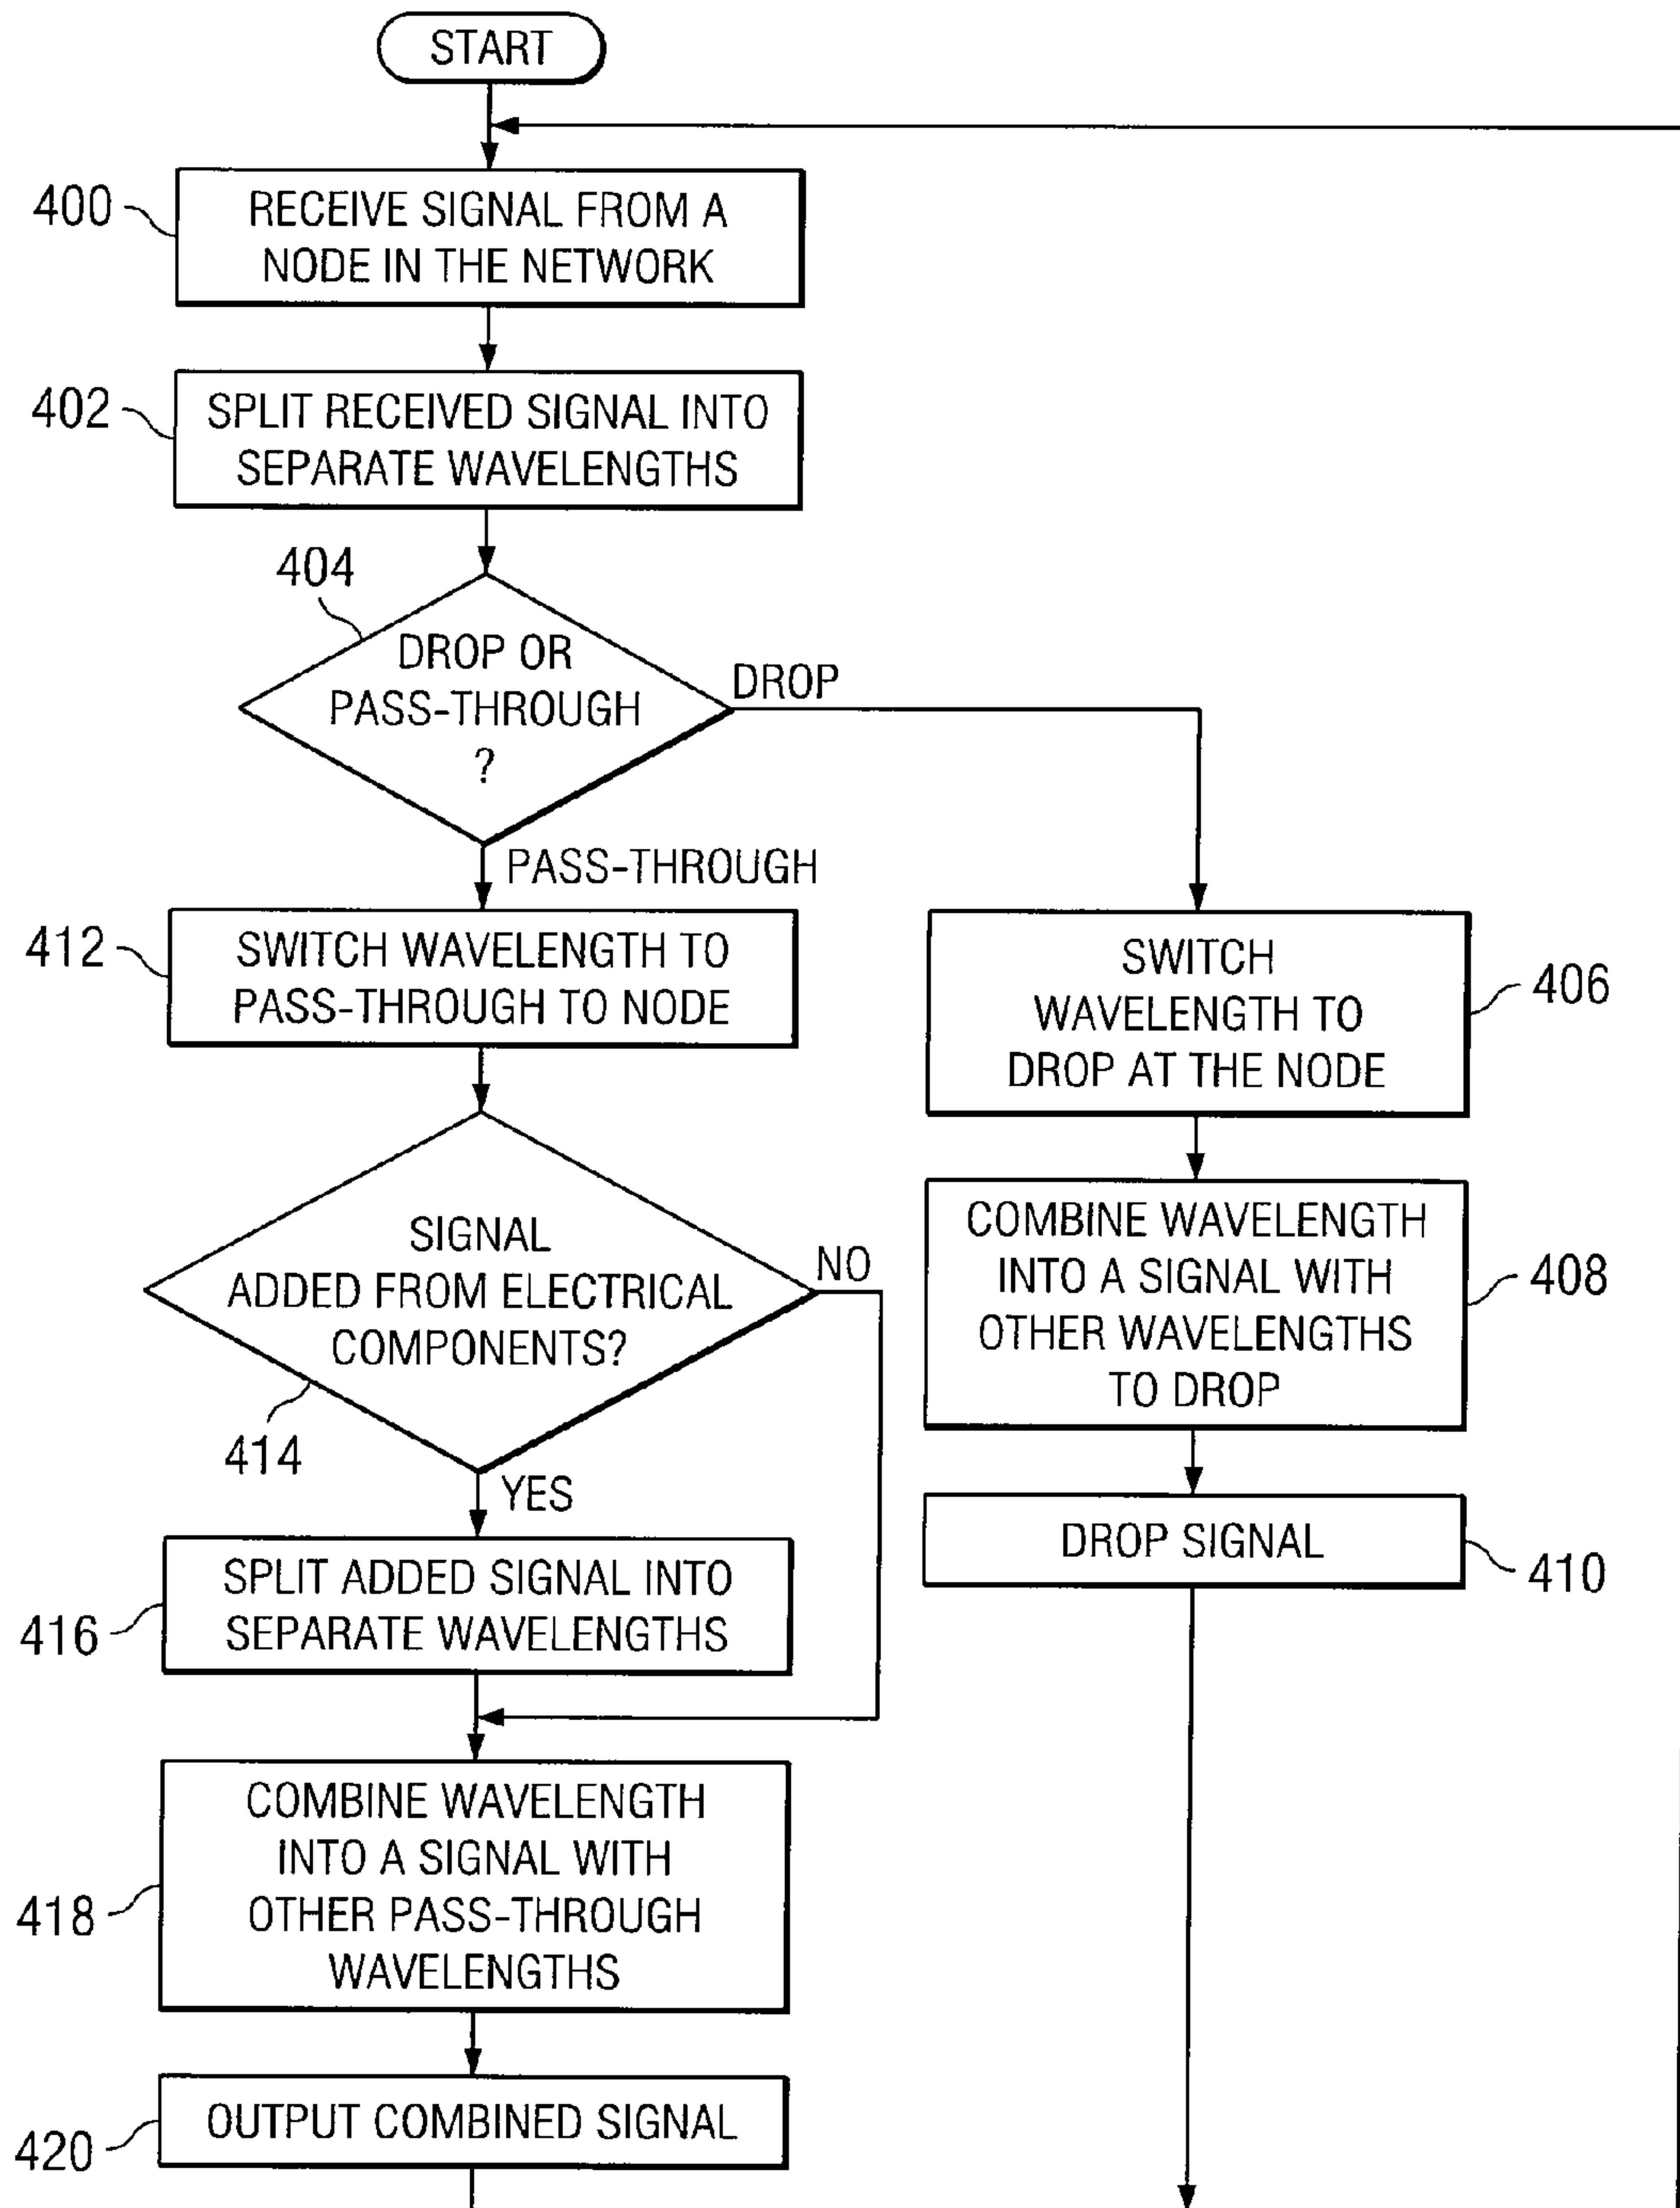 START
400
RECEIVE SIGNAL FROM A
NODE IN THE NETWORK
402
SPLIT RECEIVED SIGNAL INTO
SEPARATE WAVELENGTHS
404
DROP OR
PASS-THROUGH
?
DROP
PASS-THROUGH
412
SWITCH WAVELENGTH TO
PASS-THROUGH TO NODE
SWITCH
WAVELENGTH TO
DROP AT THE NODE
406
SIGNAL
ADDED FROM ELECTRICAL
COMPONENTS?
NO
414
YES
COMBINE WAVELENGTH
INTO A SIGNAL WITH
OTHER WAVELENGTHS
TO DROP
408
DROP SIGNAL
410
416
SPLIT ADDED SIGNAL INTO
SEPARATE WAVELENGTHS
418
COMBINE WAVELENGTH
INTO A SIGNAL WITH
OTHER PASS-THROUGH
WAVELENGTHS
420
OUTPUT COMBINED SIGNAL